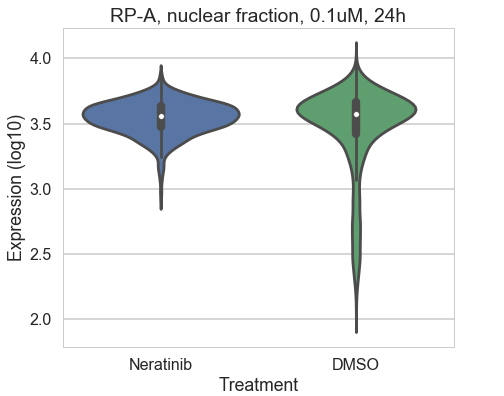 RP-A, nuclear fraction, 0.1uM, 24h
Expression (log10)
4.0
3.5
3.0
2.5
2.0
Neratinib DMSO
Treatment